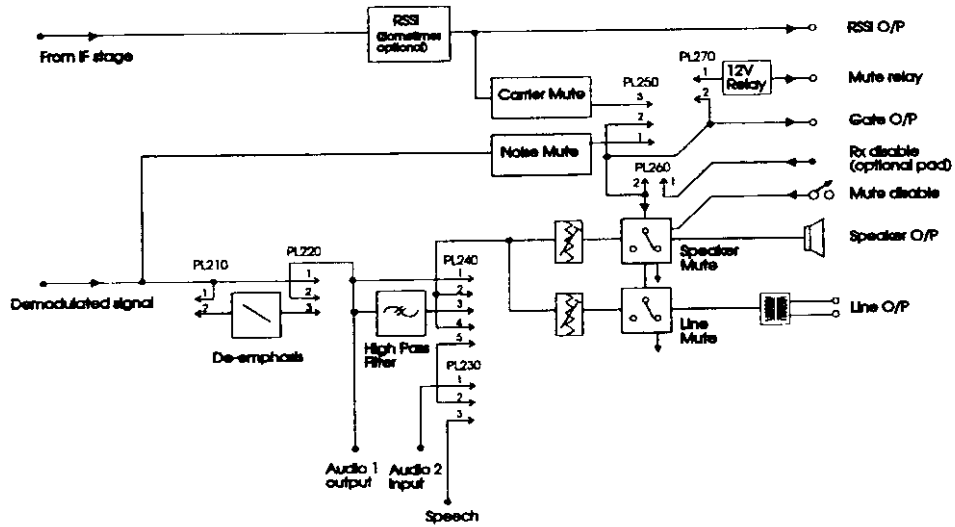 RSSI
(Sometimes
optional)
RSSI O/P
From IF stage
PL270
1
12V
Relay
Mute relay
PL250
2
Carrier Mute
3
2
Gate O/P
Noise Mute
1
Rx disable
(optional pad)
PL260
2
1
Mute disable
Speaker O/P
Speaker
Mute
PL220
PL240
PL210
1
1
Demodulated signal
1
2
2
2
3
3
4
Line O/P
De-emphasis
High Pass
Filter
5
Line
Mute
PL230
1
2
3
Audio 1
output
Audio 2
input
Speech